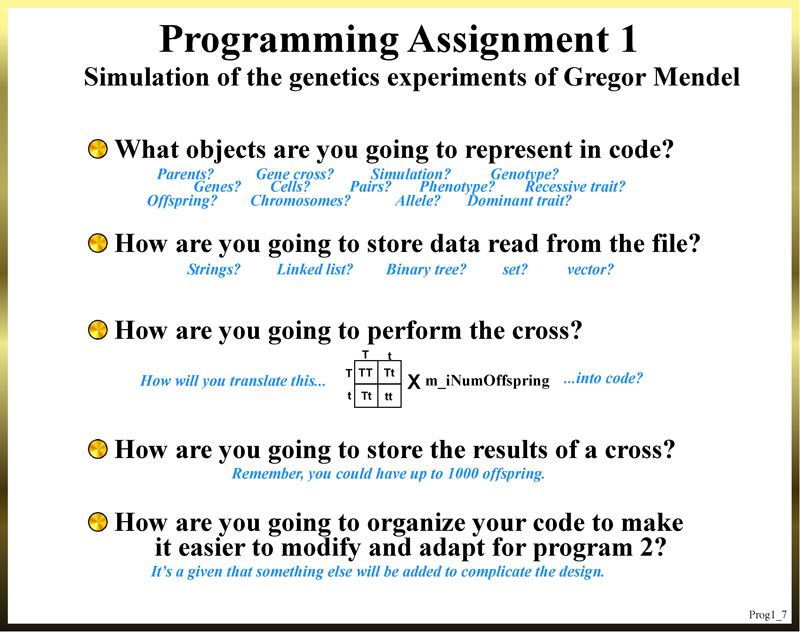 Programming Assignment 1
Simulation of the genetics experiments of Gregor Mendel
What objects are you going to represent in code?
Parents? Gene cross? Simulation? Genotype?
Genes? Cells? Pairs? Phenotype? Recessive trait?
Offspring? Chromosomes? Allele? Dominant trait?
How are you going to store data read from the file?
Strings? Linked list? Binary tree? set? vector?
How are you going to perform the cross?
T t
How will you translate this... T TT Tt X m_iNumOffspring ...into code?
t Tt tt
How are you going to store the results of a cross?
Remember, you could have up to 1000 offspring.
How are you going to organize your code to make
it easier to modify and adapt for program 2?
It's a given that something else will be added to complicate the design.
Prog1_7